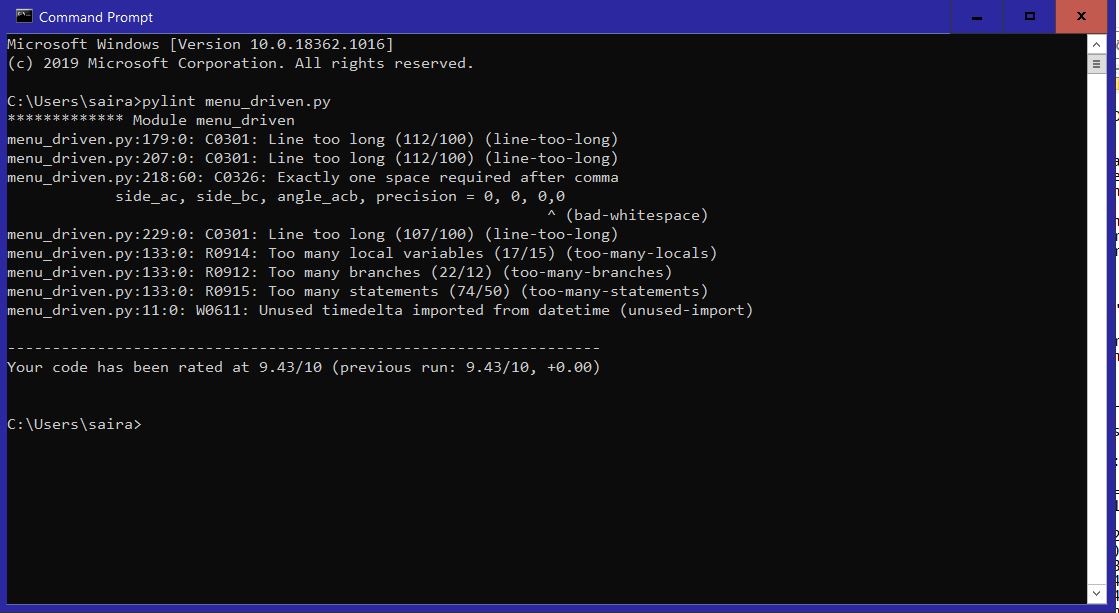 Command Prompt
Microsoft Windows [Version 10.0.18362.1016]
(c) 2019 Microsoft Corporation. All rights reserved.
C:\Users\saira>pylint menu_driven.py
************* Module menu_driven
menu_driven.py:179:0: C0301: Line too long (112/100) (line-too-long)
menu_driven.py:207:0: C0301: Line too long (112/100) (line-too-long)
menu_driven.py:218:60: C0326: Exactly one space required after comma
            side_ac, side_bc, angle_acb, precision = 0, 0, 0,0
                                                            ^ (bad-whitespace)
menu_driven.py:229:0: C0301: Line too long (107/100) (line-too-long)
menu_driven.py:133:0: R0914: Too many local variables (17/15) (too-many-locals)
menu_driven.py:133:0: R0912: Too many branches (22/12) (too-many-branches)
menu_driven.py:133:0: R0915: Too many statements (74/50) (too-many-statements)
menu_driven.py:11:0: W0611: Unused timedelta imported from datetime (unused-import)
------------------------------------------------------------------
Your code has been rated at 9.43/10 (previous run: 9.43/10, +0.00)
C:\Users\saira>